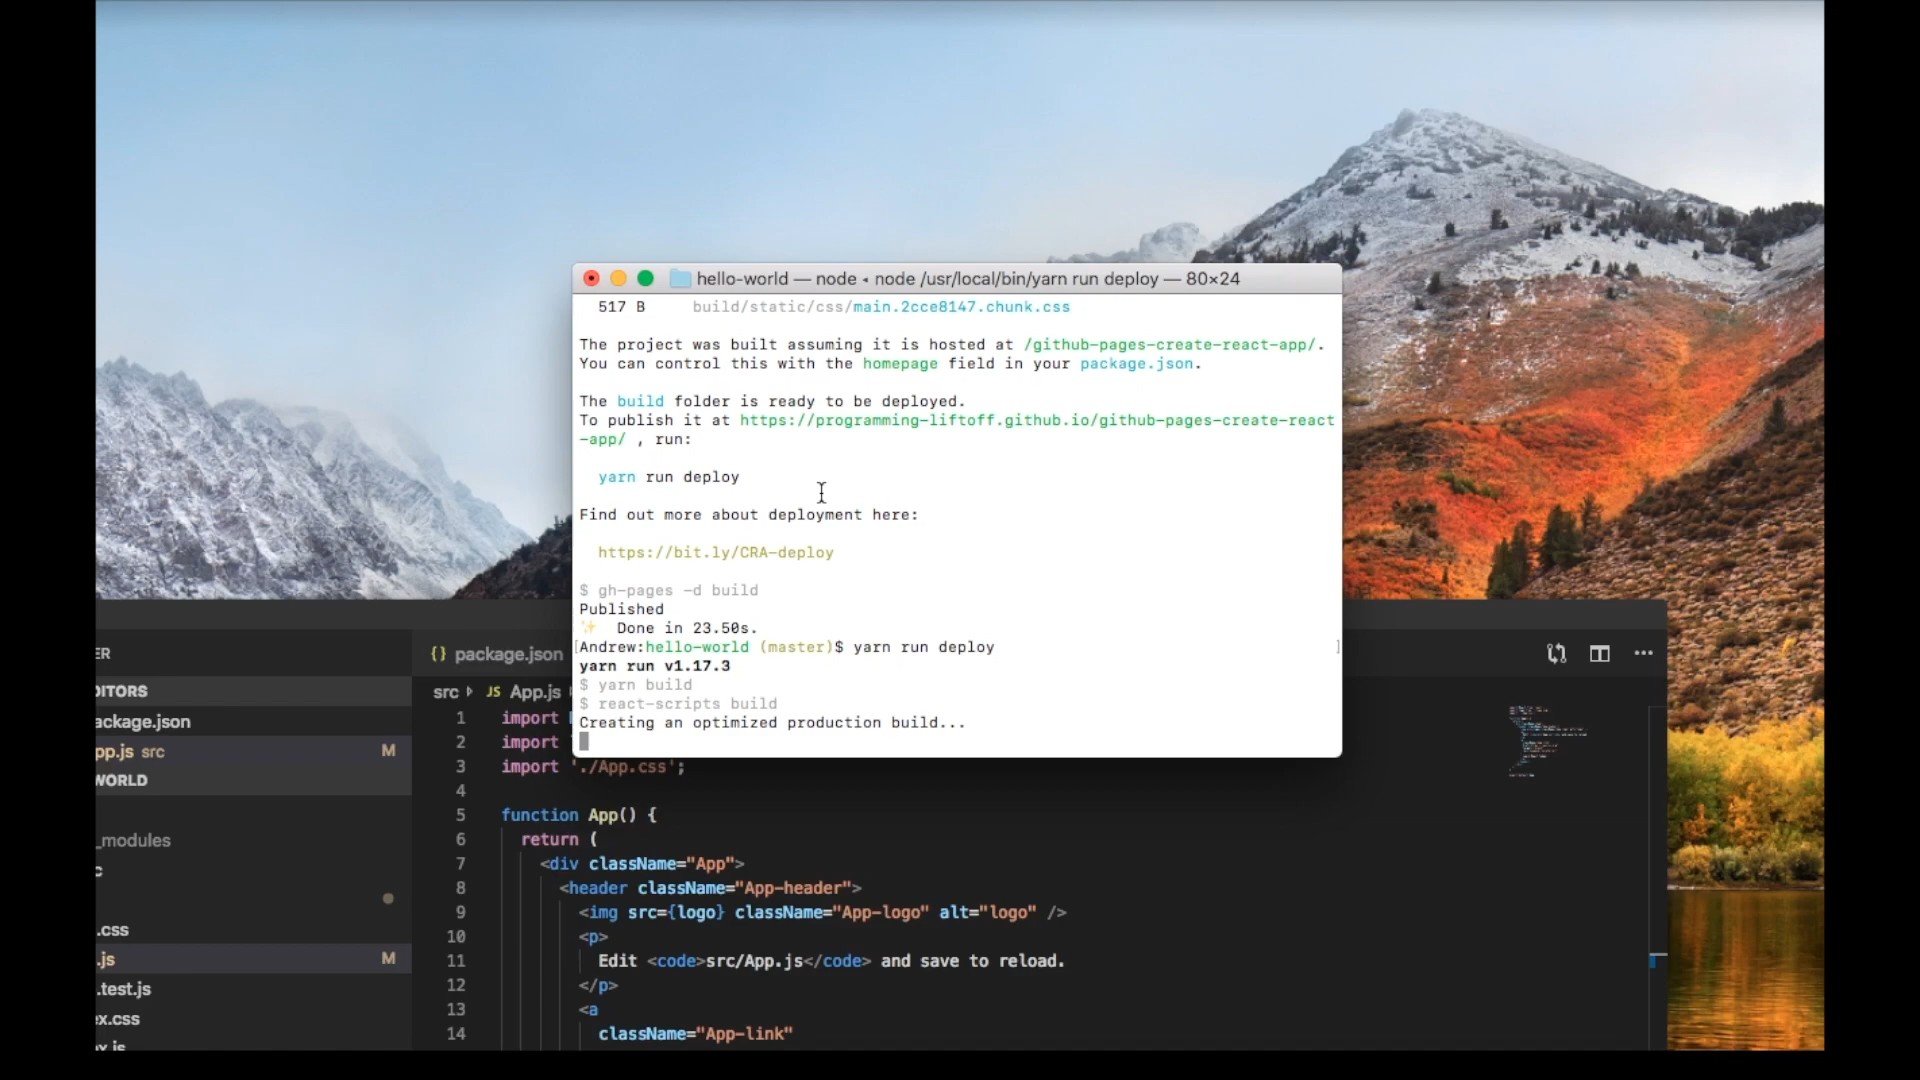 hello-world — node ◂ node /usr/local/bin/yarn run deploy — 80×24
517 B build/static/css/main.2cce8147.chunk.css
The project was built assuming it is hosted at /github-pages-create-react-app/.
You can control this with the homepage field in your package.json.
The build folder is ready to be deployed.
To publish it at https://programming-liftoff.github.io/github-pages-create-react
-app/ , run:
yarn run deploy
Find out more about deployment here:
https://bit.ly/CRA-deploy
$ gh-pages -d build
Published
✨ Done in 23.50s.
[Andrew:hello-world (master)$ yarn run deploy ]
yarn run v1.17.3
$ yarn build
$ react-scripts build
Creating an optimized production build...
ER
DITORS
ackage.json
pp.js src M
WORLD
_modules
c
.css
.js M
.test.js
ex.css
ex.js
{} package.json
src JS App.js
1 import
2 import
3 import './App.css';
4
5 function App() {
6 return (
7 <div className="App">
8 <header className="App-header">
9 <img src={logo} className="App-logo" alt="logo" />
10 <p>
11 Edit <code>src/App.js</code> and save to reload.
12 </p>
13 <a
14 className="App-link"